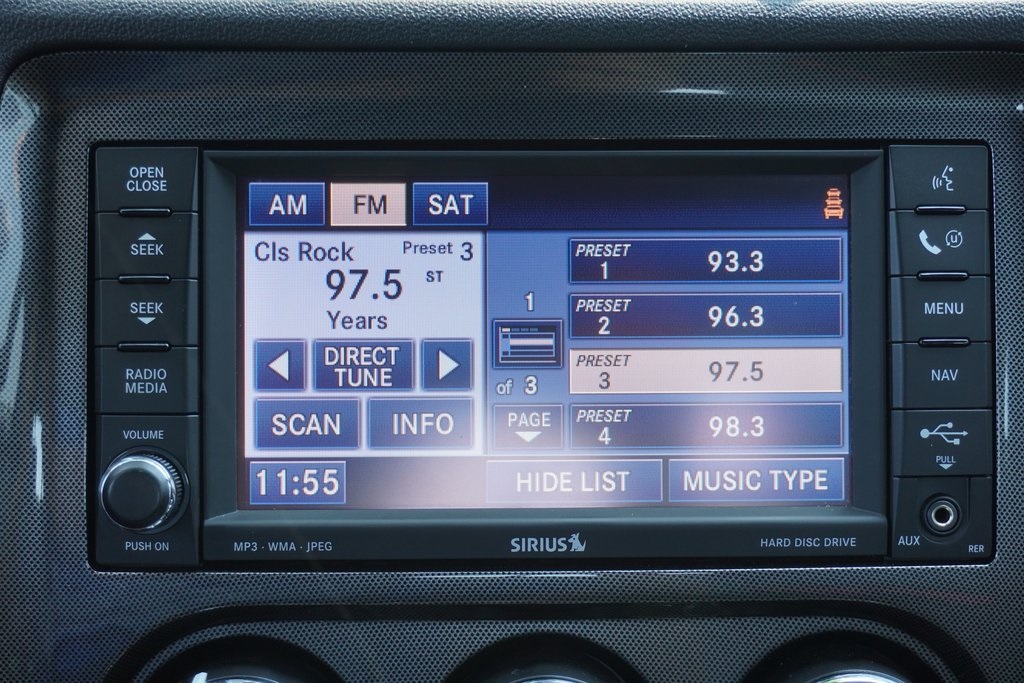 OPEN
CLOSE
SEEK
SEEK
RADIO
MEDIA
VOLUME
PUSH ON
AM FM SAT
Cls Rock Preset 3
97.5 ST
Years
DIRECT
TUNE
SCAN INFO
11:55
1
of 3
PAGE
PRESET
1 93.3
PRESET
2 96.3
PRESET
3 97.5
PRESET
4 98.3
HIDE LIST MUSIC TYPE
MP3 · WMA · JPEG SIRIUS HARD DISC DRIVE
u
MENU
NAV
PULL
AUX
RER